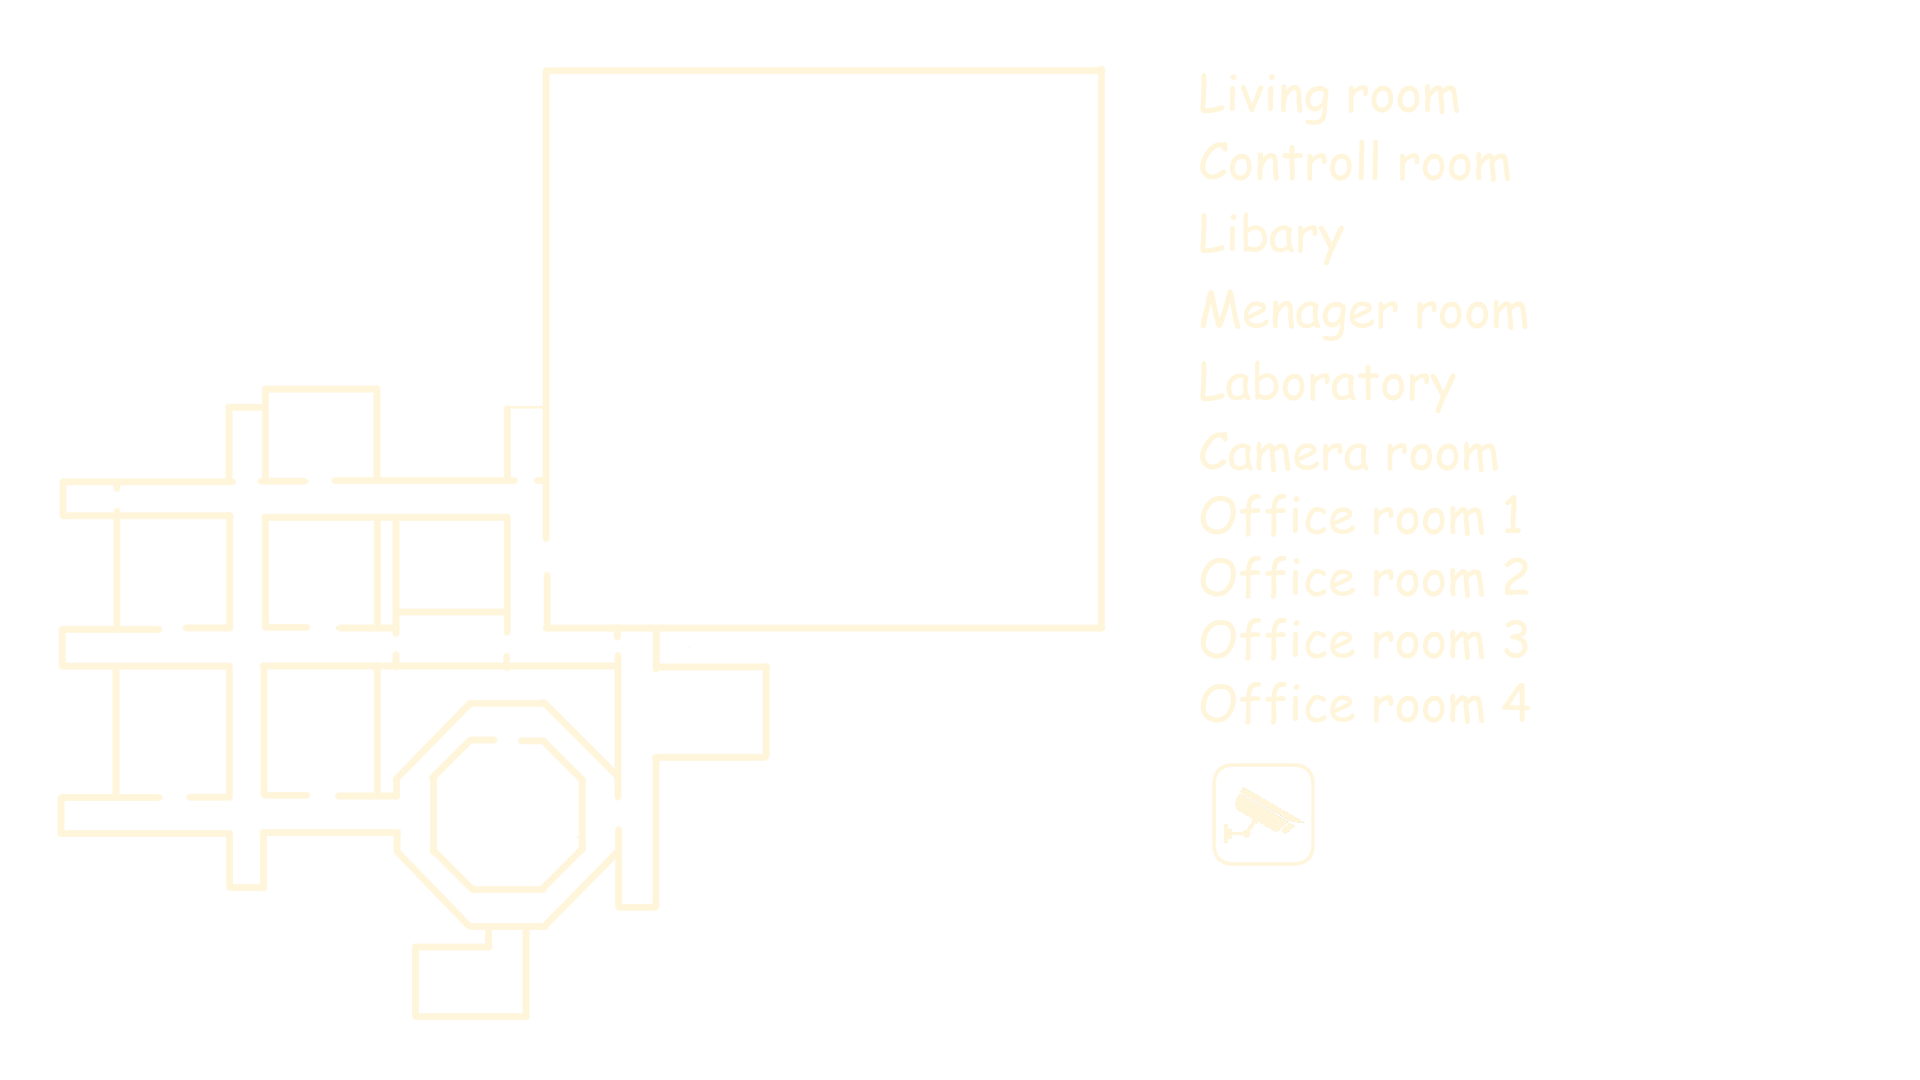 Living room
Controll room
Libary
Menager room
Laboratory
Camera room
Office room 1
Office room 2
Office room 3
Office room 4